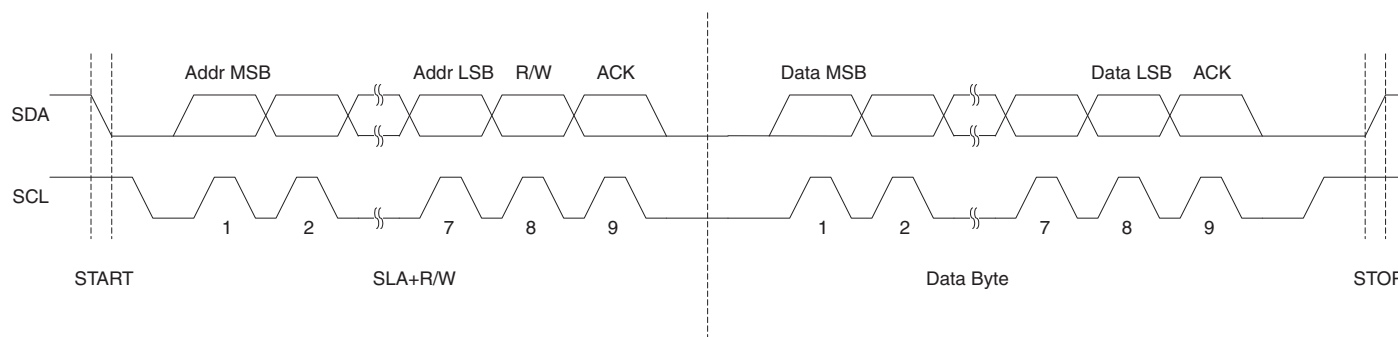 Addr MSB Addr LSB R/W ACK Data MSB Data LSB ACK
SDA
SCL
1 2 7 8 9 1 2 7 8 9
START SLA+R/W Data Byte STOP